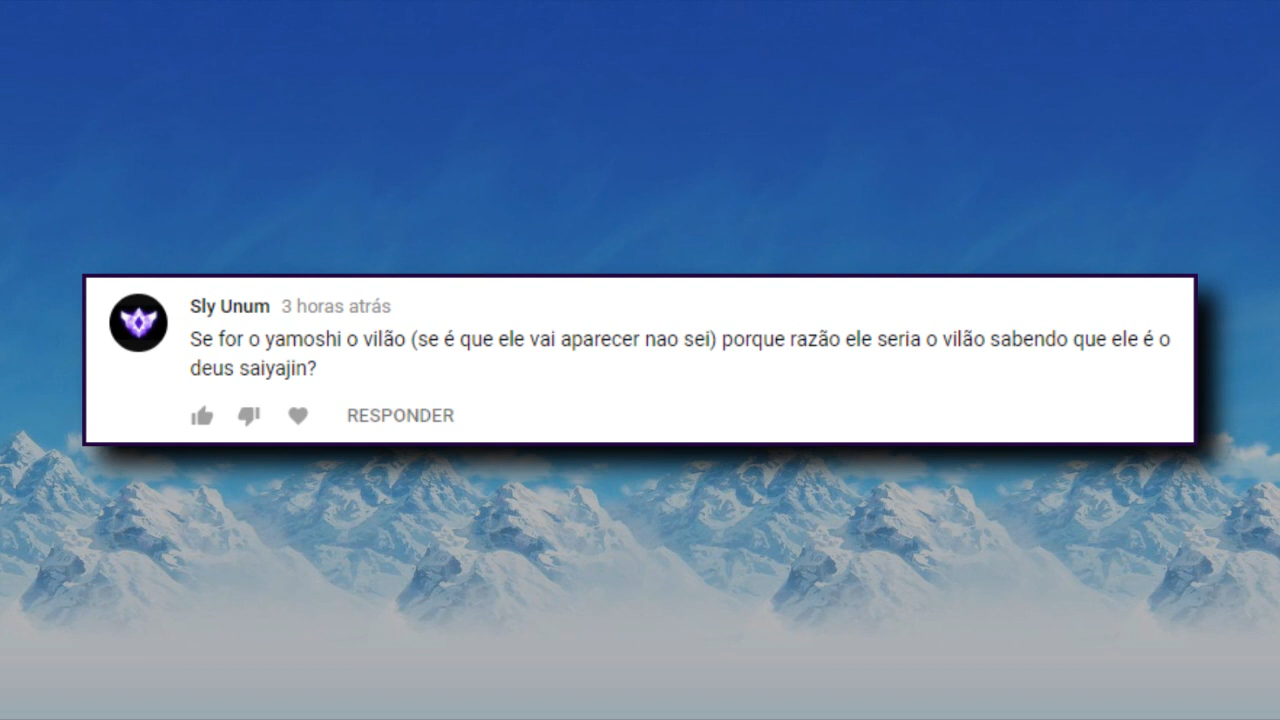 Sly Unum 3 horas atrás
Se for o yamoshi o vilão (se é que ele vai aparecer nao sei) porque razão ele seria o vilão sabendo que ele é o
deus saiyajin?
RESPONDER